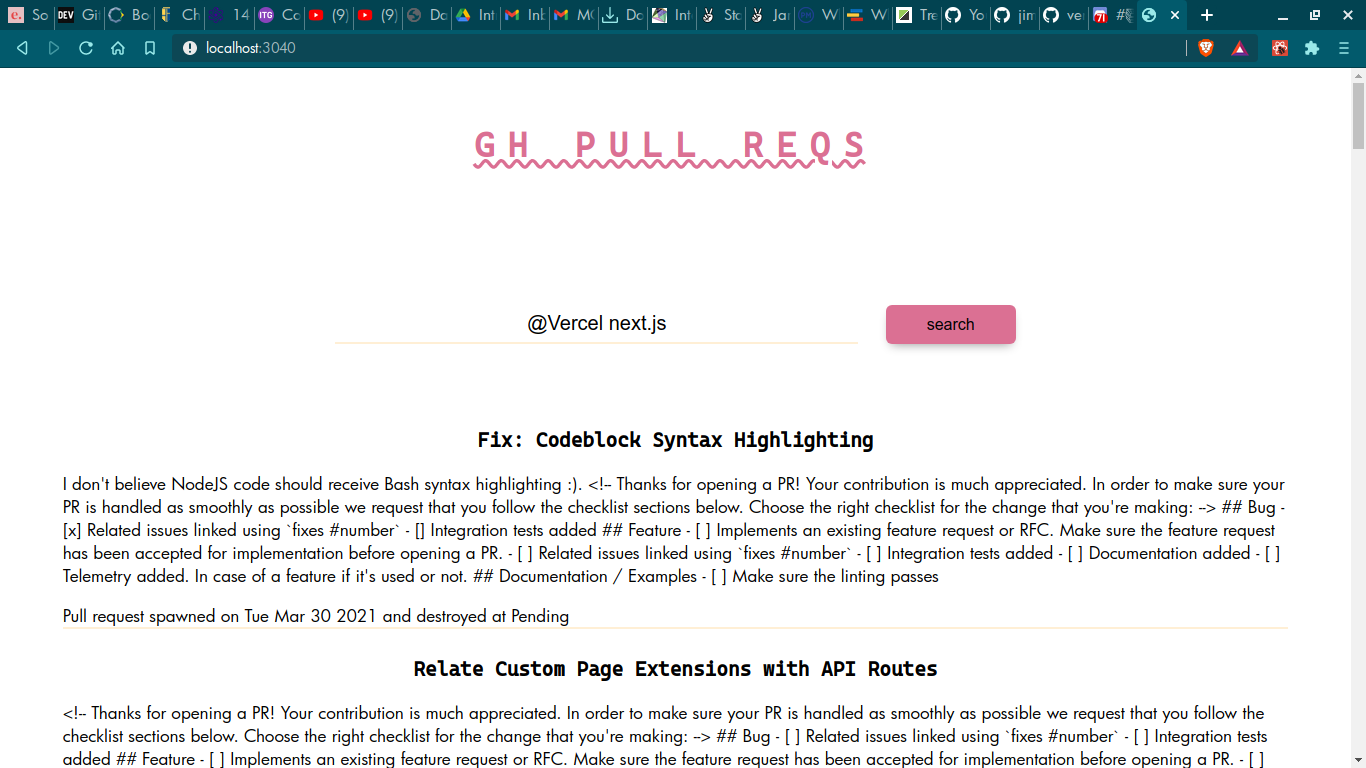 So DEV Gi Bo Ch 14 ITG Co (9) (9) Do Int Inb M Do Int Sto Jar W W Tre Yo jim ve #
localhost:3040
GH PULL REQS
@Vercel next.js search
Fix: Codeblock Syntax Highlighting
I don't believe NodeJS code should receive Bash syntax highlighting :). <!-- Thanks for opening a PR! Your contribution is much appreciated. In order to make sure your
PR is handled as smoothly as possible we request that you follow the checklist sections below. Choose the right checklist for the change that you're making: --> ## Bug -
[x] Related issues linked using `fixes #number` - [] Integration tests added ## Feature - [ ] Implements an existing feature request or RFC. Make sure the feature request
has been accepted for implementation before opening a PR. - [ ] Related issues linked using `fixes #number` - [ ] Integration tests added - [ ] Documentation added - [ ]
Telemetry added. In case of a feature if it's used or not. ## Documentation / Examples - [ ] Make sure the linting passes
Pull request spawned on Tue Mar 30 2021 and destroyed at Pending
Relate Custom Page Extensions with API Routes
<!-- Thanks for opening a PR! Your contribution is much appreciated. In order to make sure your PR is handled as smoothly as possible we request that you follow the
checklist sections below. Choose the right checklist for the change that you're making: --> ## Bug - [ ] Related issues linked using `fixes #number` - [ ] Integration tests
added ## Feature - [ ] Implements an existing feature request or RFC. Make sure the feature request has been accepted for implementation before opening a PR. - [ ]